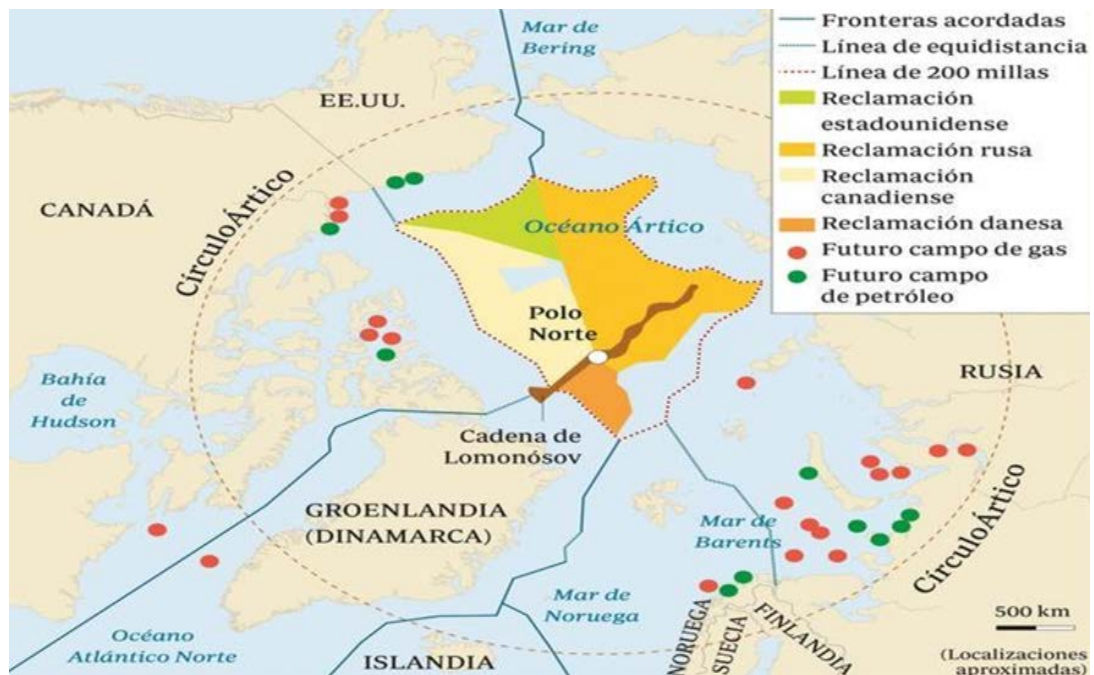 Fronteras acordadas
Línea de equidistancia
Línea de 200 millas
Reclamación
estadounidense
Reclamación rusa
Reclamación
canadiense
Reclamación danesa
Futuro campo de gas
Futuro campo
de petróleo
Mar de
Bering
EE.UU.
CANADÁ
CírculoÁrtico
Océano Ártico
Polo
Norte
Bahía
de
Hudson
RUSIA
Cadena de
Lomonósov
GROENLANDIA
(DINAMARCA)
Mar de
Barents
CírculoÁrtico
Mar de
Noruega
Océano
Atlántico Norte
ISLANDIA
NORUEGA
SUECIA
FINLANDIA
500 km
(Localizaciones
aproximadas)